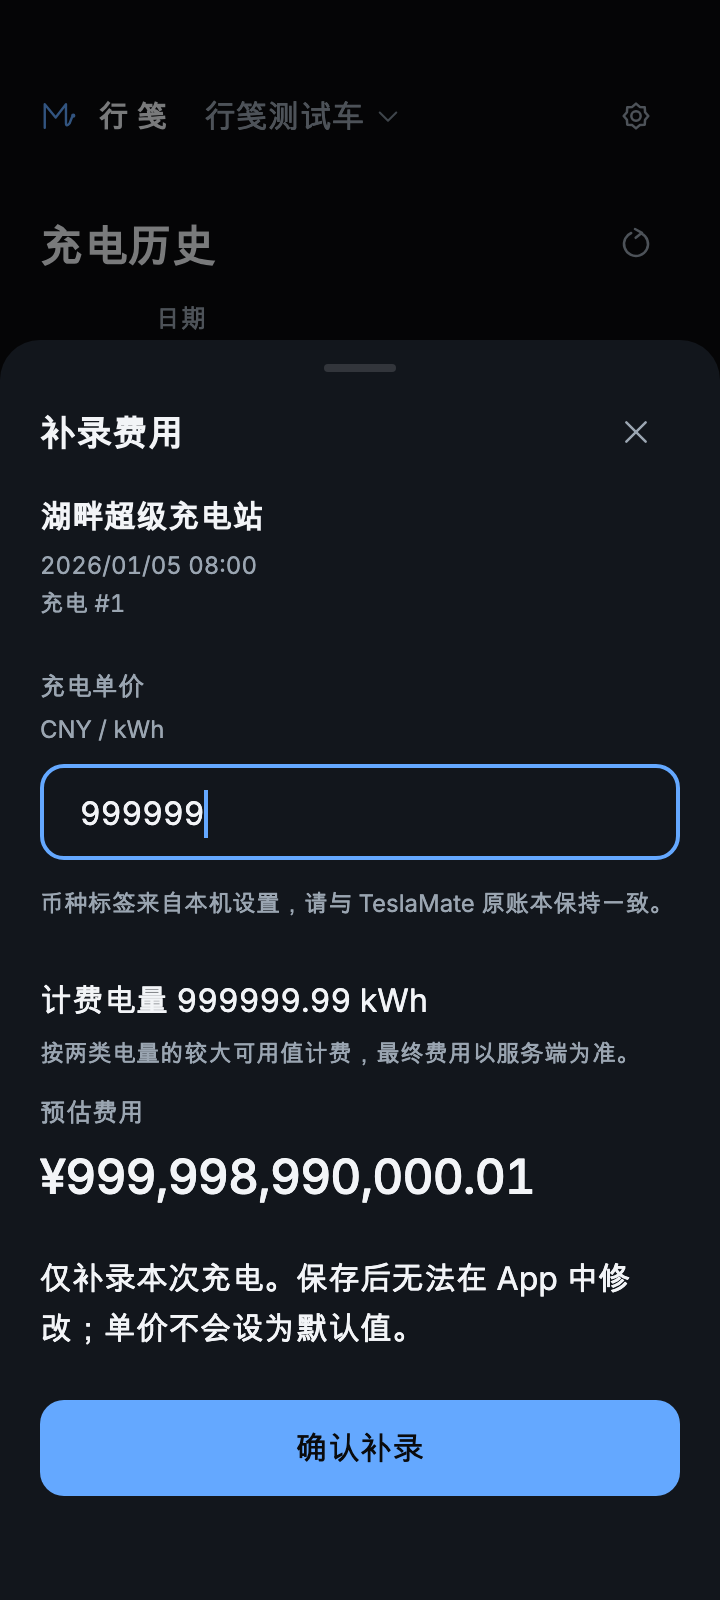 行笺 行笺测试车
充电历史
日期
补录费用
湖畔超级充电站
2026/01/05 08:00
充电 #1
充电单价
CNY / kWh
999999
币种标签来自本机设置，请与 TeslaMate 原账本保持一致。
计费电量 999999.99 kWh
按两类电量的较大可用值计费，最终费用以服务端为准。
预估费用
¥999,998,990,000.01
仅补录本次充电。保存后无法在 App 中修
改；单价不会设为默认值。
确认补录